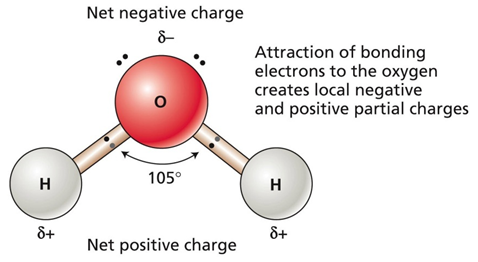 Net negative charge
δ–
Attraction of bonding
electrons to the oxygen
creates local negative
and positive partial charges
O
105°
H
H
δ+
δ+
Net positive charge